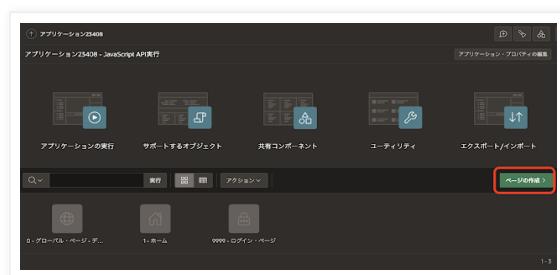 アプリケーション23408
アプリケーション23408 - JavaScript API実行
アプリケーション・プロパティの編集
アプリケーションの実行
サポートするオブジェクト
共有コンポーネント
ユーティリティ
エクスポート/インポート
実行
アクション
ページの作成
0 - グローバル・ページ - デ...
1 - ホーム
9999 - ログイン・ページ
1 - 3